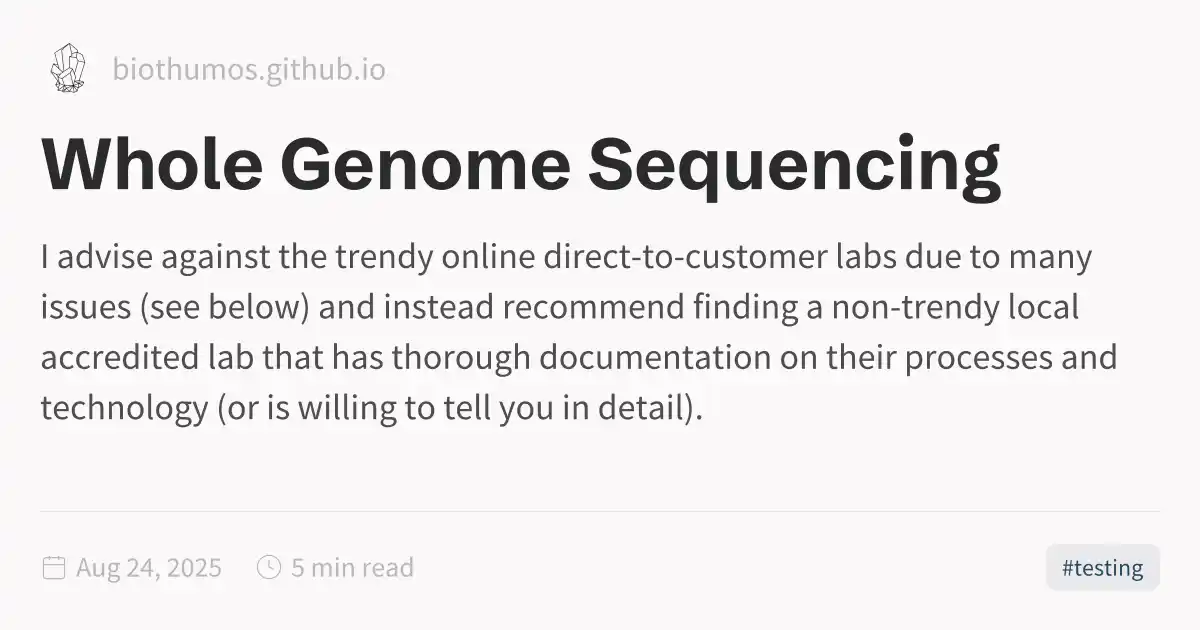 biothumos.github.io
Whole Genome Sequencing
I advise against the trendy online direct-to-customer labs due to many
issues (see below) and instead recommend finding a non-trendy local
accredited lab that has thorough documentation on their processes and
technology (or is willing to tell you in detail).
Aug 24, 2025 5 min read #testing